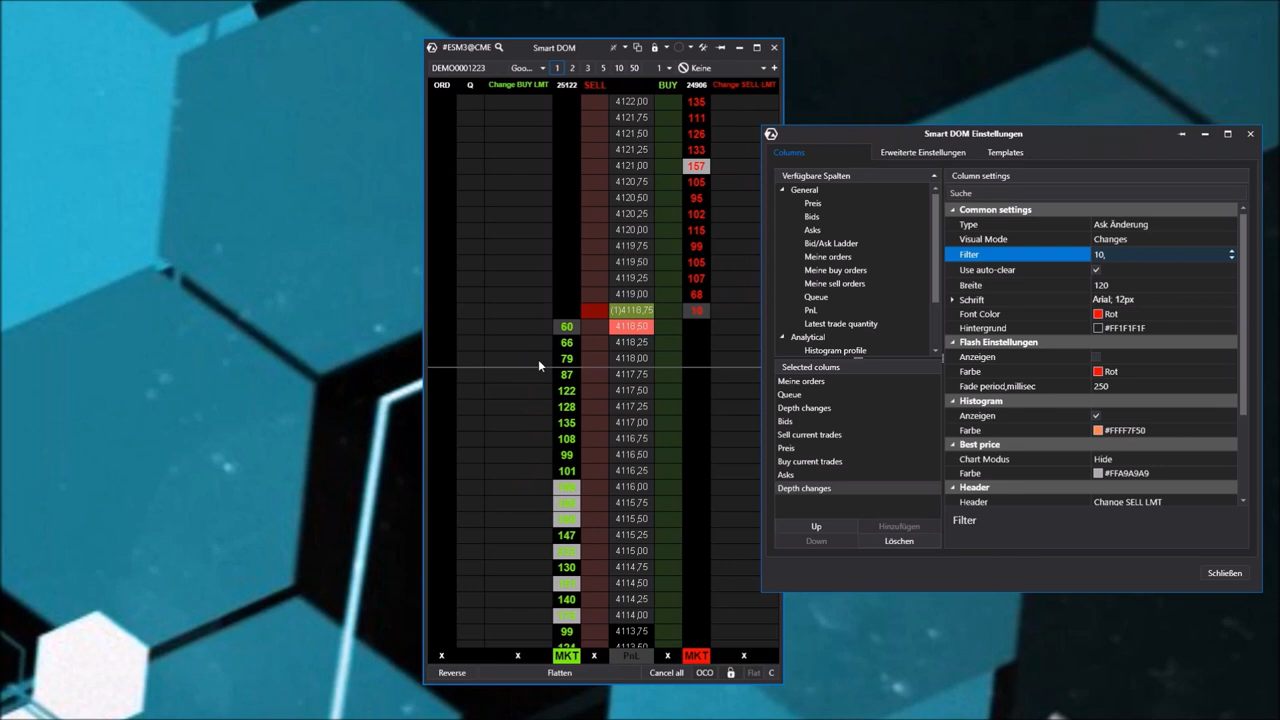 #ESM3@CME Smart DOM
DEMO0001223 Goo... 1 2 3 5 10 50 1 Keine
ORD Q Change BUY LMT 25122 SELL BUY 24906 Change SELL LMT
4122,00 135
4121,75 111
4121,50 126
4121,25 133
4121,00 157
4120,75 105
4120,50 95
4120,25 102
4120,00 115
4119,75 99
4119,50 105
4119,25 107
4119,00 68
(1)4118,75 10
60 4118,50
66 4118,25
79 4118,00
87 4117,75
122 4117,50
128 4117,25
135 4117,00
108 4116,75
99 4116,50
101 4116,25
4116,00
4115,75
4115,50
147 4115,25
4115,00
130 4114,75
4114,50
140 4114,25
4114,00
99 4113,75
124 4113,50
x x MKT x PnL x MKT x
Reverse Flatten Cancel all OCO Flat C
Smart DOM Einstellungen
Columns Erweiterte Einstellungen Templates
Verfügbare Spalten
General
Preis
Bids
Asks
Bid/Ask Ladder
Meine orders
Meine buy orders
Meine sell orders
Queue
PnL
Latest trade quantity
Analytical
Histogram profile
Selected colums
Meine orders
Queue
Depth changes
Bids
Sell current trades
Preis
Buy current trades
Asks
Depth changes
Up Hinzufügen
Down Löschen
Column settings
Suche
Common settings
Type Ask Änderung
Visual Mode Changes
Filter 10,
Use auto-clear
Breite 120
Schrift Arial; 12px
Font Color Rot
Hintergrund #FF1F1F1F
Flash Einstellungen
Anzeigen
Farbe Rot
Fade period,millisec 250
Histogram
Anzeigen
Farbe #FFFF7F50
Best price
Chart Modus Hide
Farbe #FFA9A9A9
Header
Header Change SELL LMT
Filter
Schließen